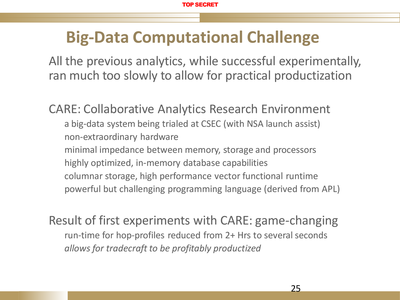 TOP SECRET
Big-Data Computational Challenge
All the previous analytics, while successful experimentally,
ran much too slowly to allow for practical productization
CARE: Collaborative Analytics Research Environment
a big-data system being trialed at CSEC (with NSA launch assist)
non-extraordinary hardware
minimal impedance between memory, storage and processors
highly optimized, in-memory database capabilities
columnar storage, high performance vector functional runtime
powerful but challenging programming language (derived from APL)
Result of first experiments with CARE: game-changing
run-time for hop-profiles reduced from 2+ Hrs to several seconds
allows for tradecraft to be profitably productized
25